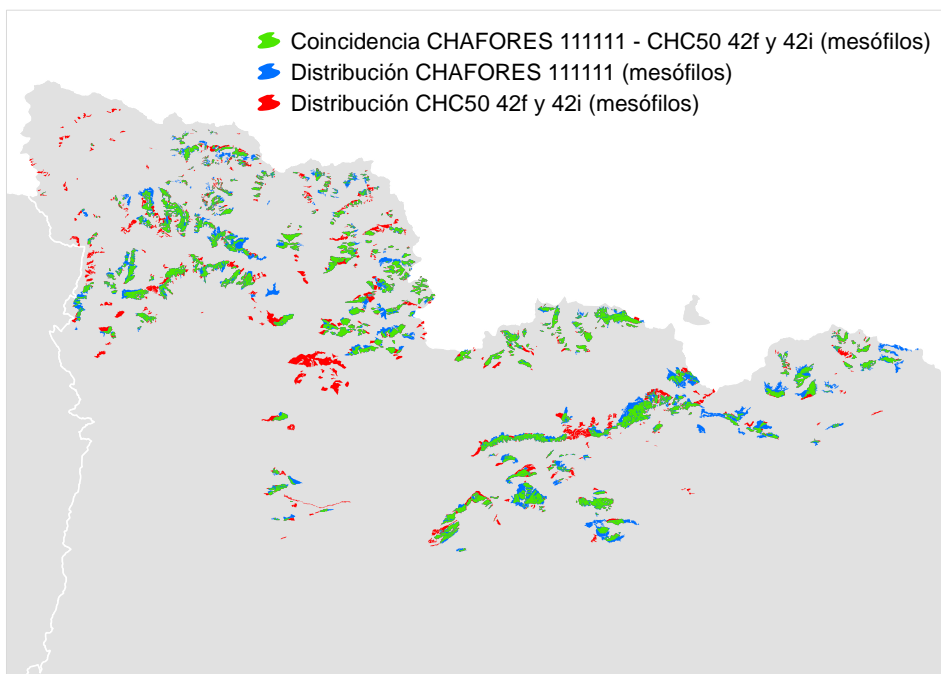 Coincidencia CHAFORES 111111 - CHC50 42f y 42i (mesófilos)
Distribución CHAFORES 111111 (mesófilos)
Distribución CHC50 42f y 42i (mesófilos)